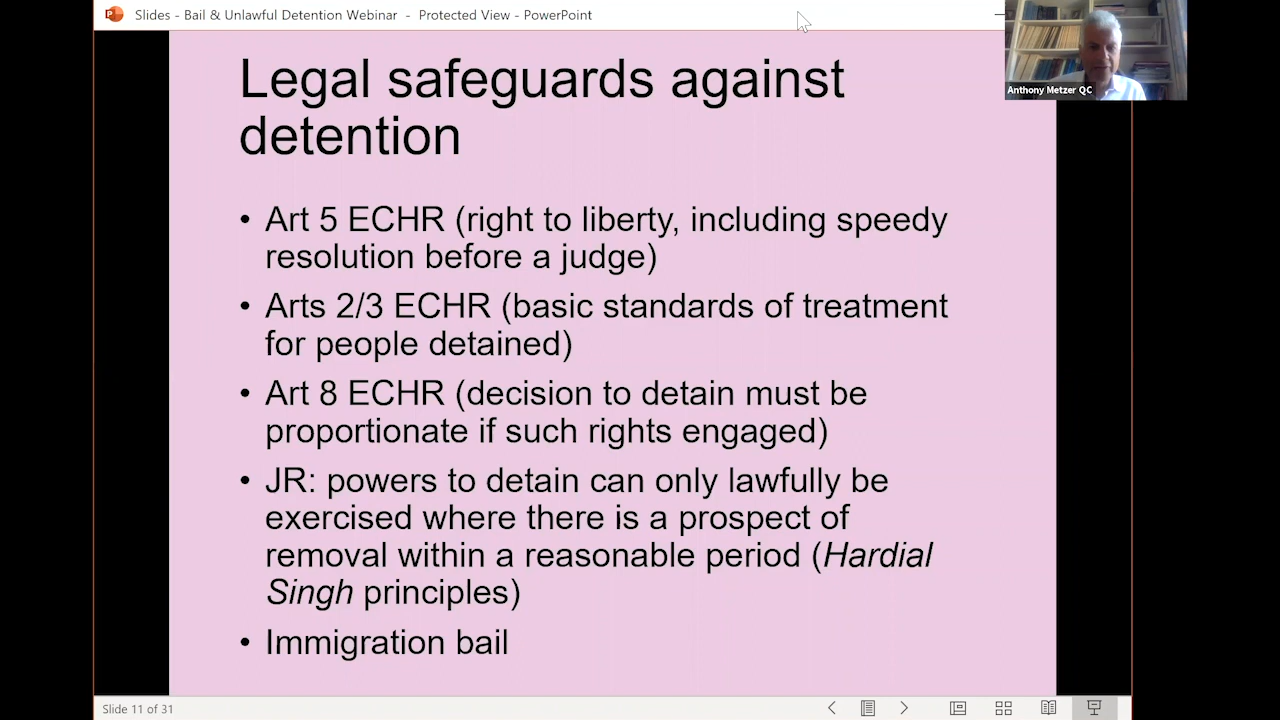 Slides - Bail & Unlawful Detention Webinar - Protected View - PowerPoint
Anthony Metzer QC
Legal safeguards against
detention
• Art 5 ECHR (right to liberty, including speedy
resolution before a judge)
• Arts 2/3 ECHR (basic standards of treatment
for people detained)
• Art 8 ECHR (decision to detain must be
proportionate if such rights engaged)
• JR: powers to detain can only lawfully be
exercised where there is a prospect of
removal within a reasonable period (Hardial
Singh principles)
• Immigration bail
Slide 11 of 31